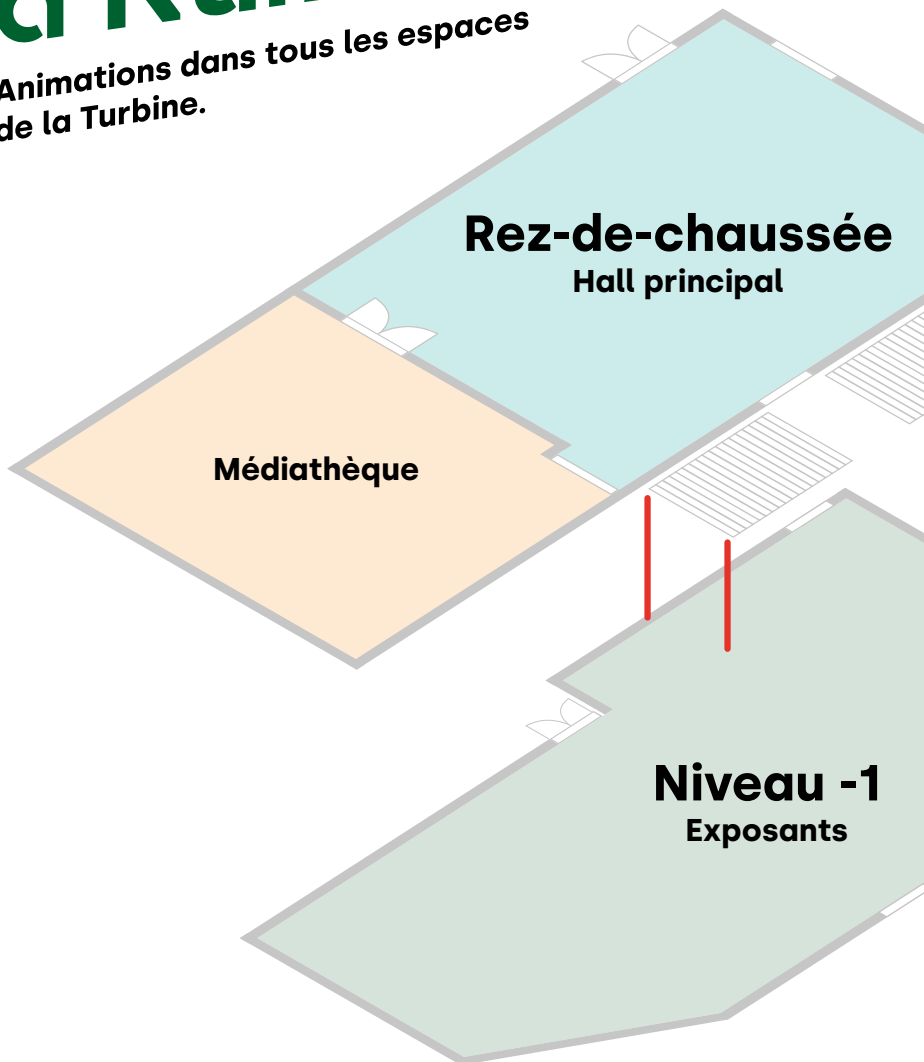 Animations dans tous les espaces
de la Turbine.
Rez-de-chaussée
Hall principal
Médiathèque
Niveau -1
Exposants